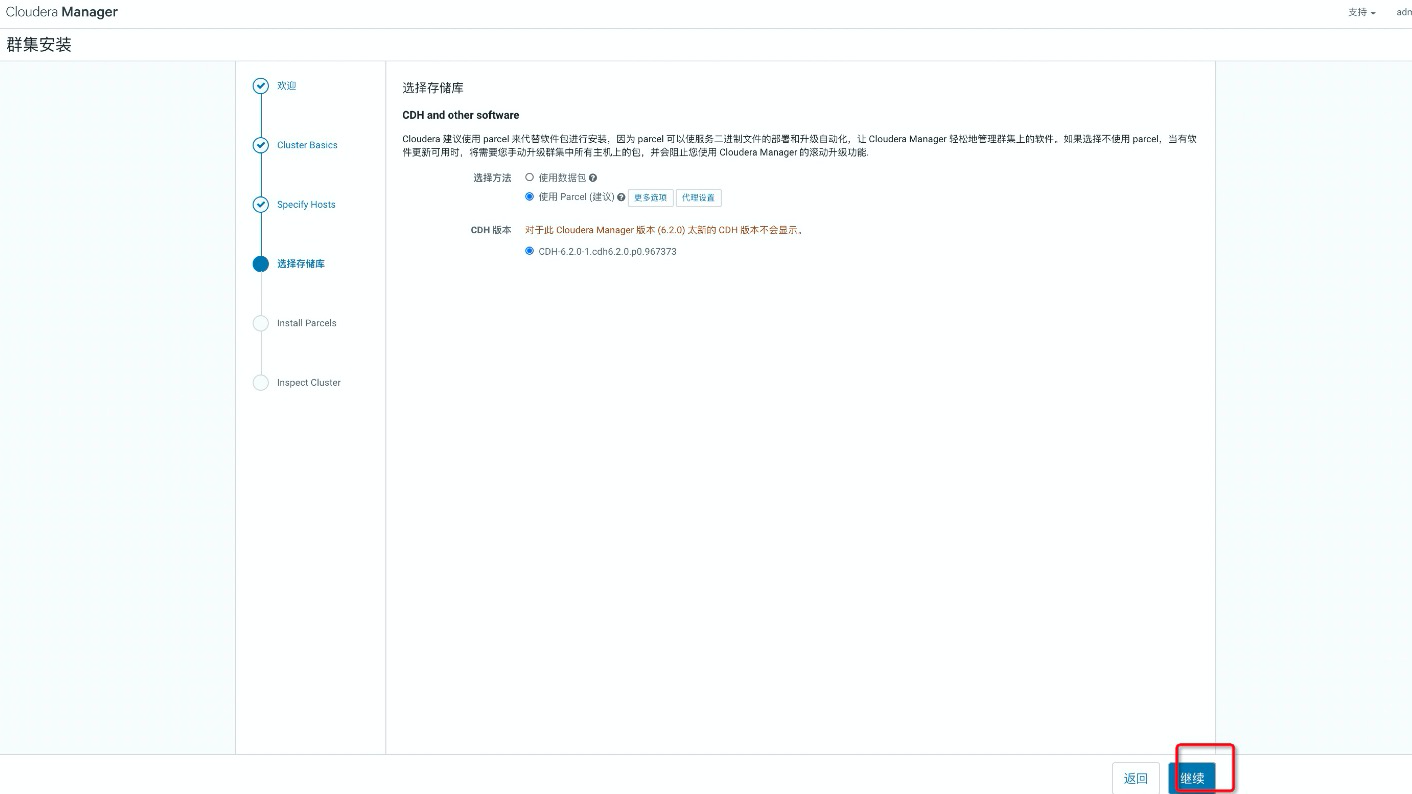 Cloudera Manager
支持
adm
群集安装
欢迎
Cluster Basics
Specify Hosts
选择存储库
Install Parcels
Inspect Cluster
选择存储库
CDH and other software
Cloudera 建议使用 parcel 来代替软件包进行安装，因为 parcel 可以使服务二进制文件的部署和升级自动化，让 Cloudera Manager 轻松地管理群集上的软件。如果选择不使用 parcel，当有软
件更新可用时，将需要您手动升级群集中所有主机上的包，并会阻止您使用 Cloudera Manager 的滚动升级功能.
选择方法
使用数据包
使用 Parcel (建议) 更多选项 代理设置
CDH 版本 对于此 Cloudera Manager 版本 (6.2.0) 太新的 CDH 版本不会显示。
CDH-6.2.0-1.cdh6.2.0.p0.967373
返回 继续